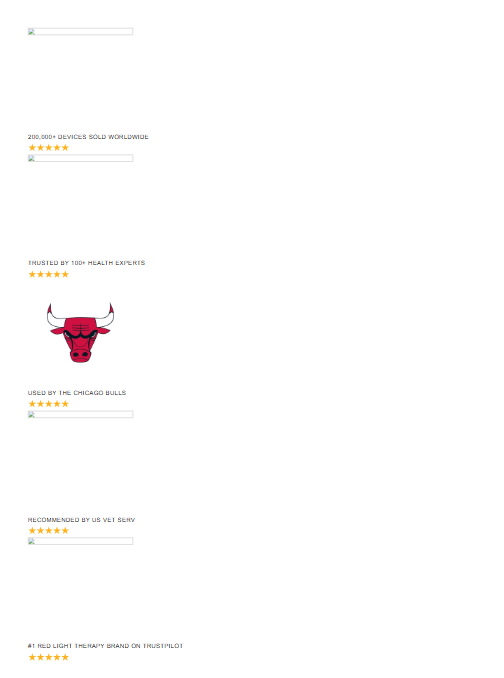 200,000+ DEVICES SOLD WORLDWIDE
TRUSTED BY 100+ HEALTH EXPERTS
USED BY THE CHICAGO BULLS
RECOMMENDED BY US VET SERV
#1 RED LIGHT THERAPY BRAND ON TRUSTPILOT